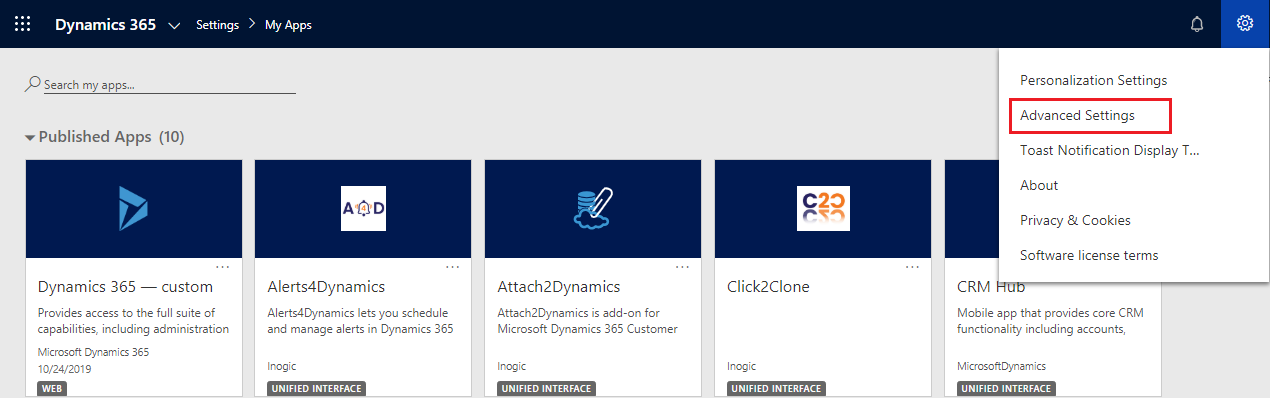 Dynamics 365 Settings > My Apps
Search my apps...
Personalization Settings
Advanced Settings
Toast Notification Display T...
About
Privacy & Cookies
Software license terms
Published Apps (10)
A4D
C2C
Dynamics 365 — custom
Provides access to the full suite of
capabilities, including administration
Microsoft Dynamics 365
10/24/2019
WEB
Alerts4Dynamics
Alerts4Dynamics lets you schedule
and manage alerts in Dynamics 365
Inogic
UNIFIED INTERFACE
Attach2Dynamics
Attach2Dynamics is add-on for
Microsoft Dynamics 365 Customer
Inogic
UNIFIED INTERFACE
Click2Clone
Inogic
UNIFIED INTERFACE
CRM Hub
Mobile app that provides core CRM
functionality including accounts,
MicrosoftDynamics
UNIFIED INTERFACE